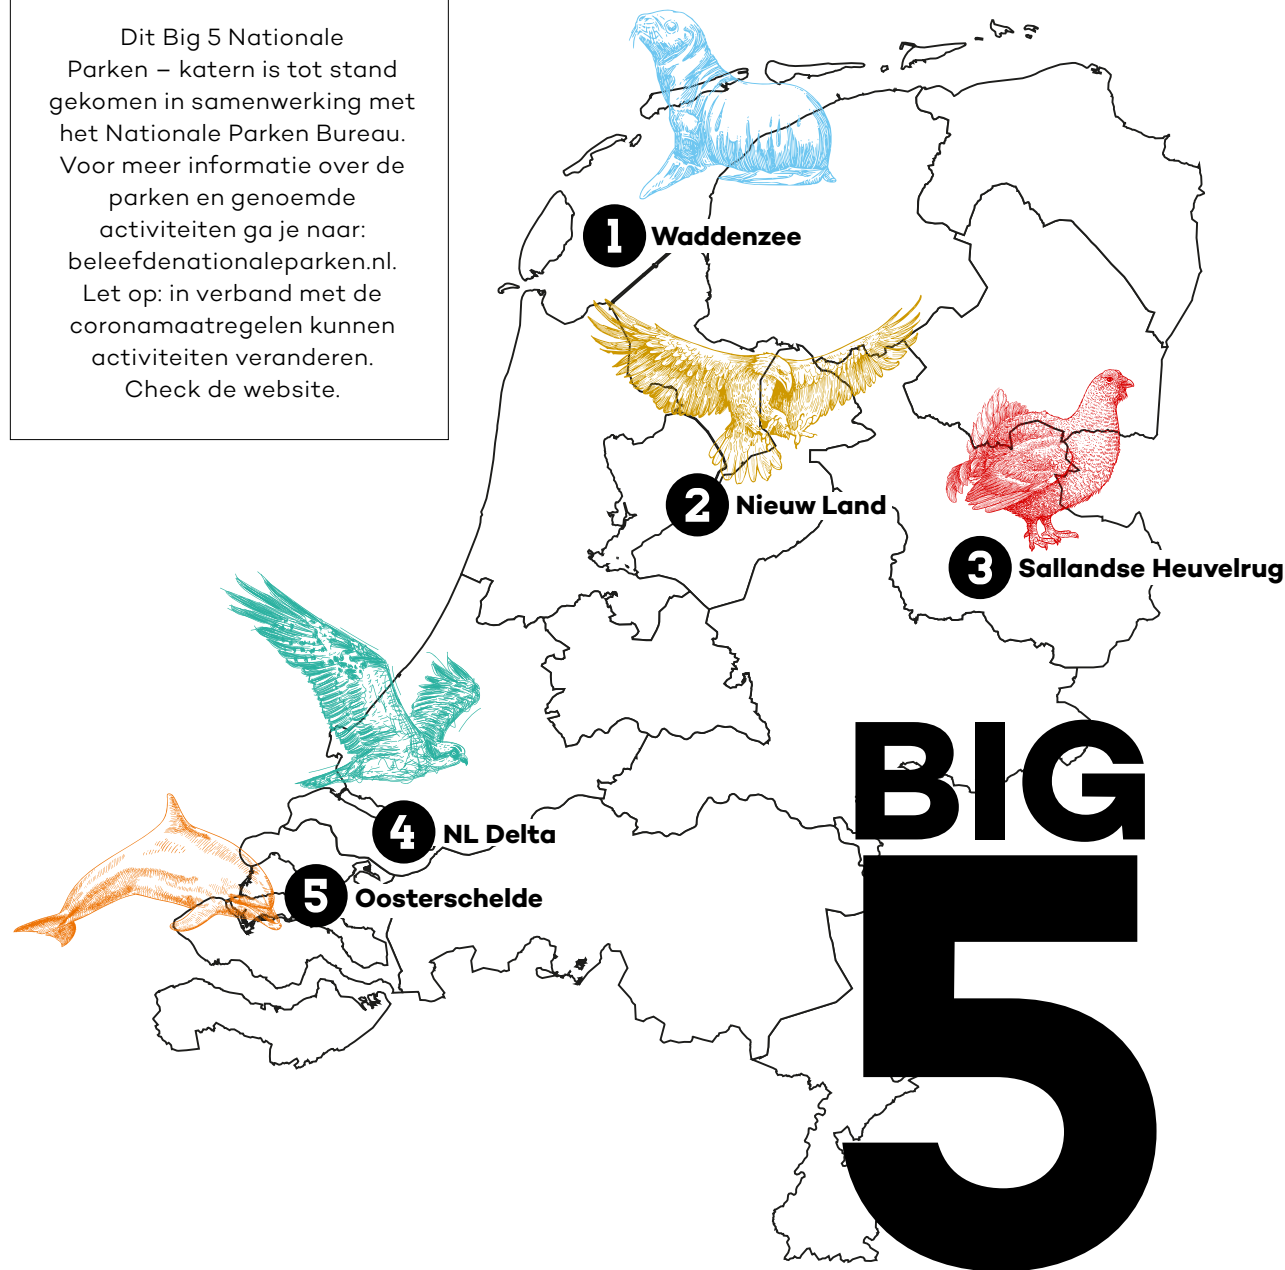 Dit Big 5 Nationale
Parken – katern is tot stand
gekomen in samenwerking met
het Nationale Parken Bureau.
Voor meer informatie over de
parken en genoemde
activiteiten ga je naar:
beleefdenationaleparken.nl.
Let op: in verband met de
coronamaatregelen kunnen
activiteiten veranderen.
Check de website.
1 Waddenzee
2 Nieuw Land
3 Sallandse Heuvelrug
4 NL Delta
5 Oosterschelde
BIG
5